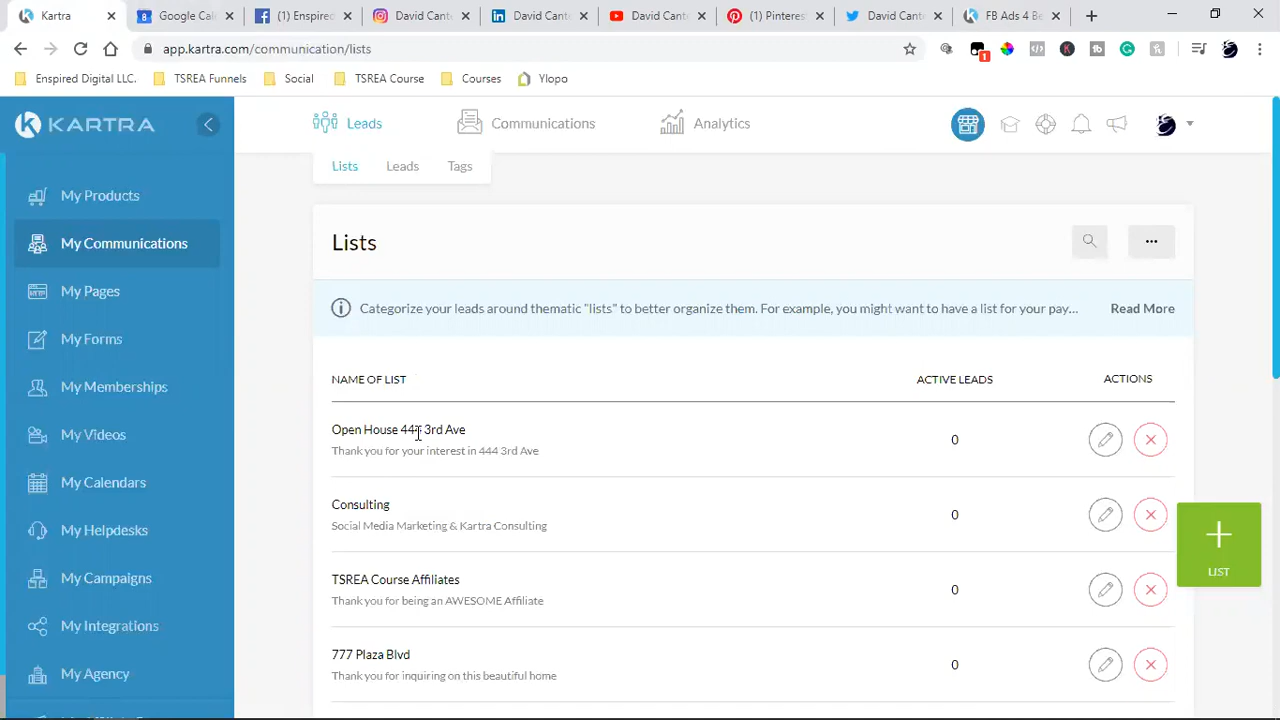 Kartra
Google Cal
(1) Enspired
David Cant
David Cant
David Cant
(1) Pinteres
David Cant
FB Ads 4 Be
app.kartra.com/communication/lists
1
Enspired Digital LLC.
TSREA Funnels
Social
TSREA Course
Courses
Ylopo
KARTRA
Leads
Communications
Analytics
Lists
Leads
Tags
My Products
My Communications
My Pages
My Forms
My Memberships
My Videos
My Calendars
My Helpdesks
My Campaigns
My Integrations
My Agency
Lists
Categorize your leads around thematic "lists" to better organize them. For example, you might want to have a list for your pay...
Read More
NAME OF LIST
ACTIVE LEADS
ACTIONS
Open House 444 3rd Ave
0
Thank you for your interest in 444 3rd Ave
Consulting
0
Social Media Marketing & Kartra Consulting
LIST
TSREA Course Affiliates
0
Thank you for being an AWESOME Affiliate
777 Plaza Blvd
0
Thank you for inquiring on this beautiful home